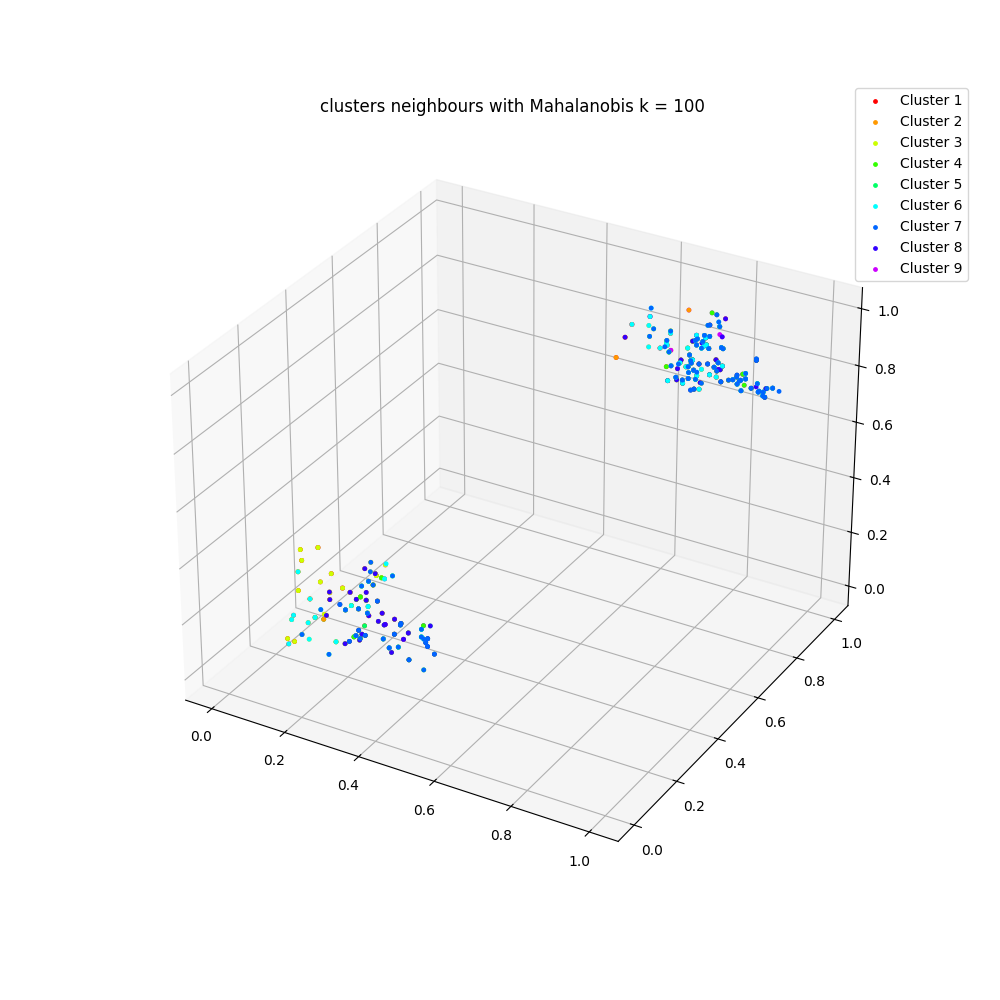 clusters neighbours with Mahalanobis k = 100
Cluster 1
Cluster 2
Cluster 3
Cluster 4
Cluster 5
Cluster 6
Cluster 7
Cluster 8
Cluster 9
1.0
0.8
0.6
0.4
0.2
0.0
1.0
0.8
0.6
0.4
0.2
0.0
0.0
0.2
0.4
0.6
0.8
1.0